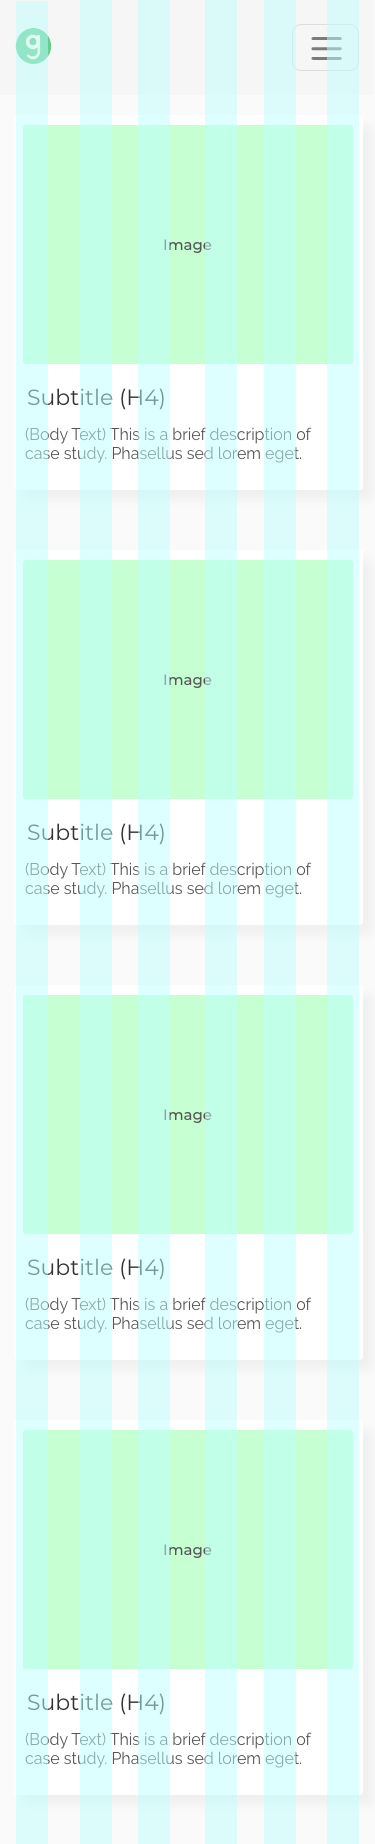 g
Image
Subtitle (H4)
(Body Text) This is a brief description of
case study. Phasellus sed lorem eget.
Image
Subtitle (H4)
(Body Text) This is a brief description of
case study. Phasellus sed lorem eget.
Image
Subtitle (H4)
(Body Text) This is a brief description of
case study. Phasellus sed lorem eget.
Image
Subtitle (H4)
(Body Text) This is a brief description of
case study. Phasellus sed lorem eget.